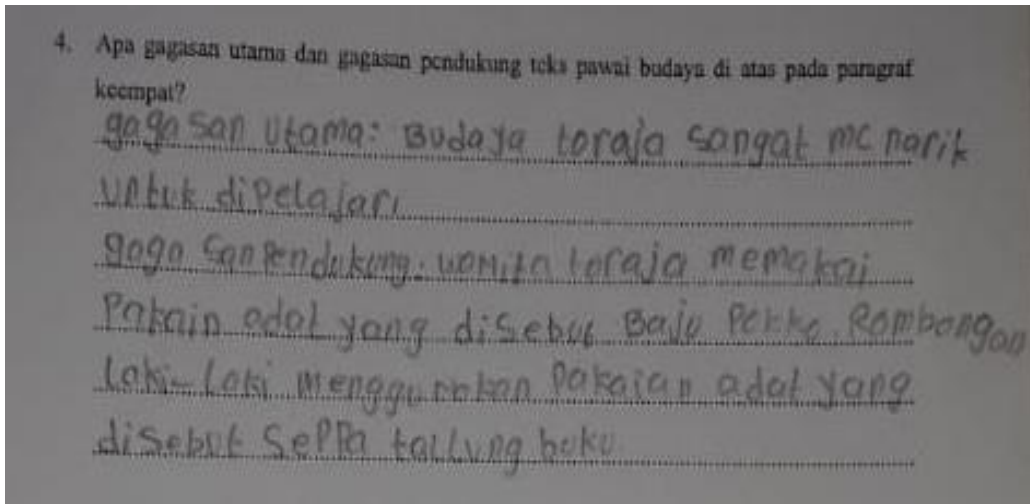 4. Apa gagasan utama dan gagasan pendukung teks pawai budaya di atas pada paragraf
keempat?
gagasan utama: Budaya toraja sangat menarik
untuk dipelajari
gagasan Pendukung: wanita toraja memakai
Pakain adat yang disebut Baju Pokko. Rombongan
laki-laki menggunakan pakaian adat yang
disebut Seppa tallung buku